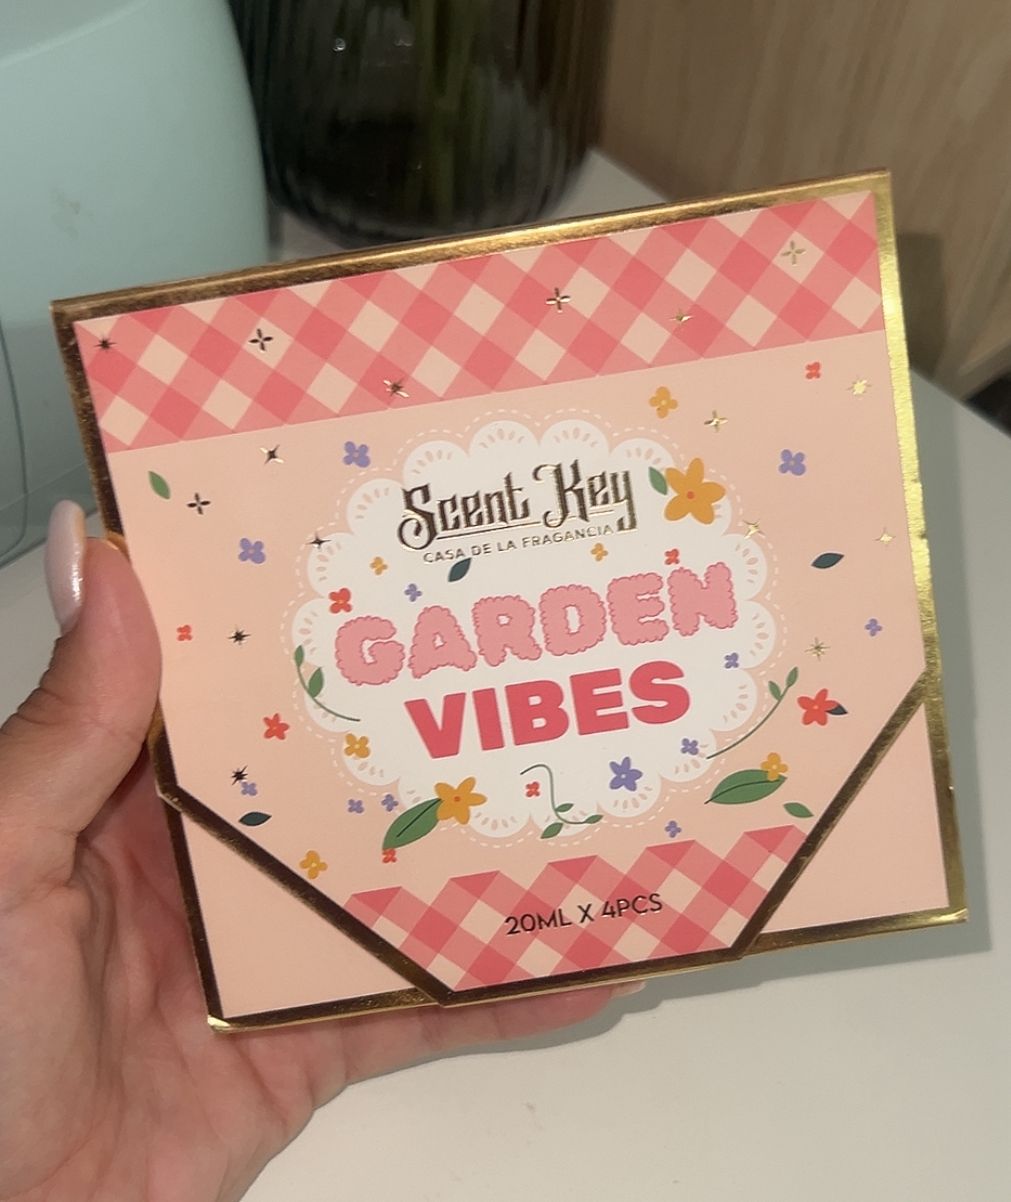 Scent Key
CASA DE LA FRAGANCIA
GARDEN
VIBES
20ML X 4PCS